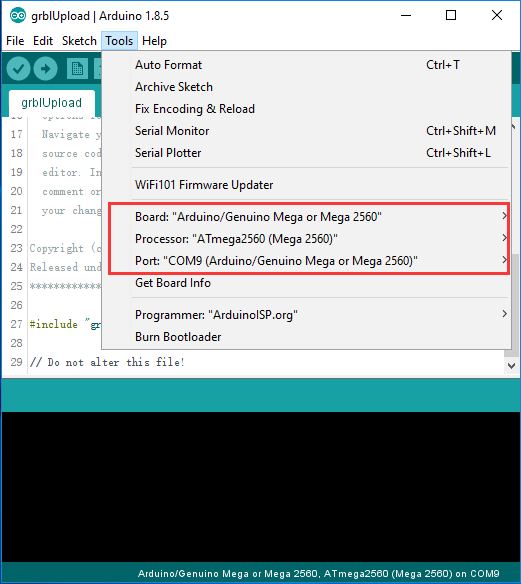 grblUpload | Arduino 1.8.5
File Edit Sketch Tools Help
grblUpload
Auto Format Ctrl+T
Archive Sketch
Fix Encoding & Reload
Serial Monitor Ctrl+Shift+M
Serial Plotter Ctrl+Shift+L
WiFi101 Firmware Updater
Board: "Arduino/Genuino Mega or Mega 2560"
Processor: "ATmega2560 (Mega 2560)"
Port: "COM9 (Arduino/Genuino Mega or Mega 2560)"
Get Board Info
Programmer: "ArduinoISP.org"
Burn Bootloader
16
17 Navigate
18 source
19 editor. In
20 comment or
21 your
22
23 Copyright (c
24 Released
25 ************
26
27 #include "gr
28
29 // Do not alter this file!
Arduino/Genuino Mega or Mega 2560, ATmega2560 (Mega 2560) on COM9